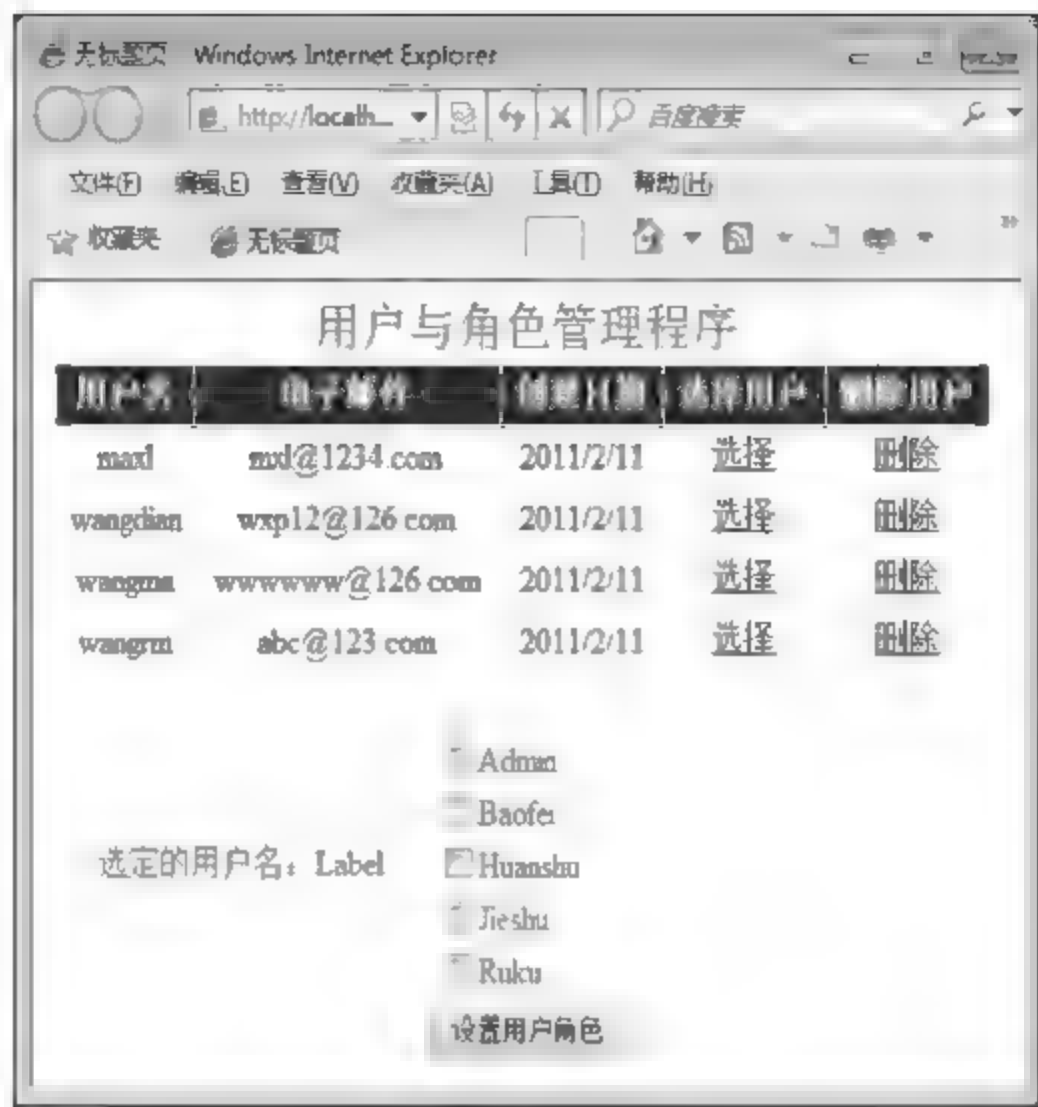 无标题页 Windows Internet Explorer
http://localh... 百度搜索
文件(F) 编辑(E) 查看(V) 收藏夹(A) 工具(T) 帮助(H)
收藏夹 无标题页
用户与角色管理程序
用户名 电子邮件 创建日期 选择用户 删除用户
maxl mxl@1234.com 2011/2/11 选择 删除
wangdian wxp12@126.com 2011/2/11 选择 删除
wwwwww@126.com 2011/2/11 选择 删除
abc@123.com 2011/2/11 选择 删除
Admin
Baofei
选定的用户名：Label
Huanshu
Jieshu
Ruku
设置用户角色